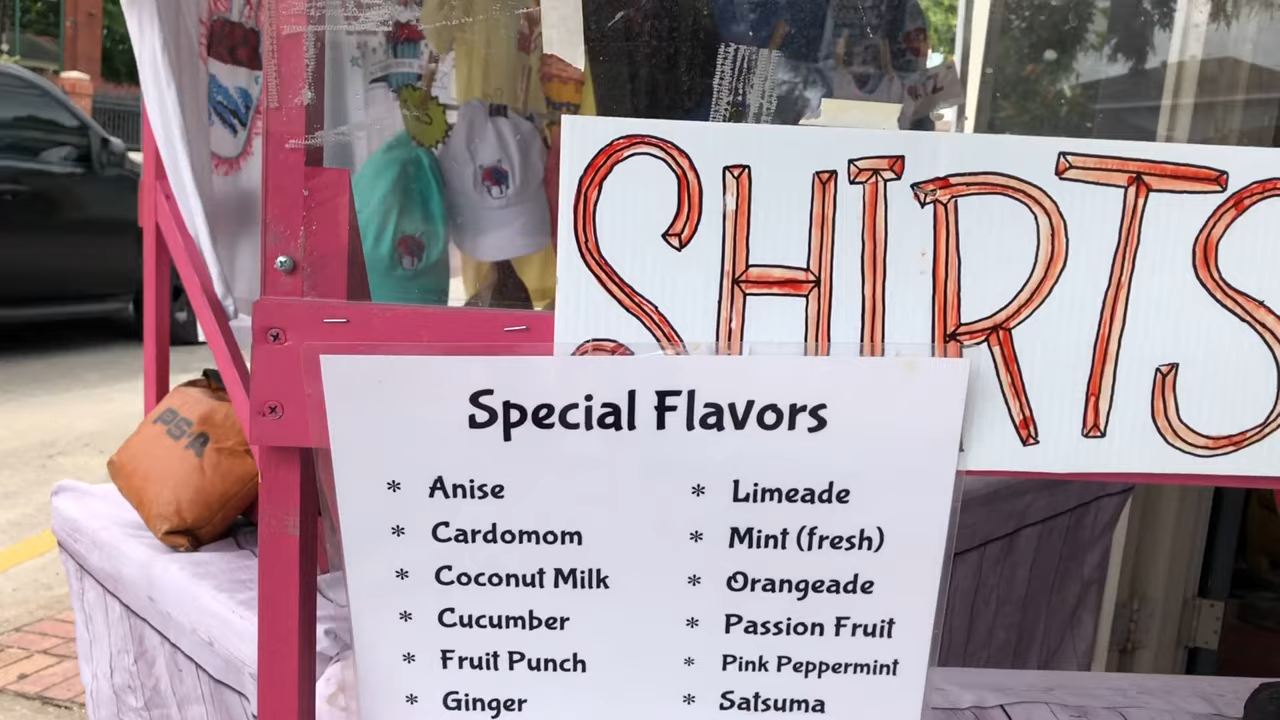 SHIRTS
PSA
Special Flavors
* Anise
* Cardomom
* Coconut Milk
* Cucumber
* Fruit Punch
* Ginger
* Limeade
* Mint (fresh)
* Orangeade
* Passion Fruit
* Pink Peppermint
* Satsuma